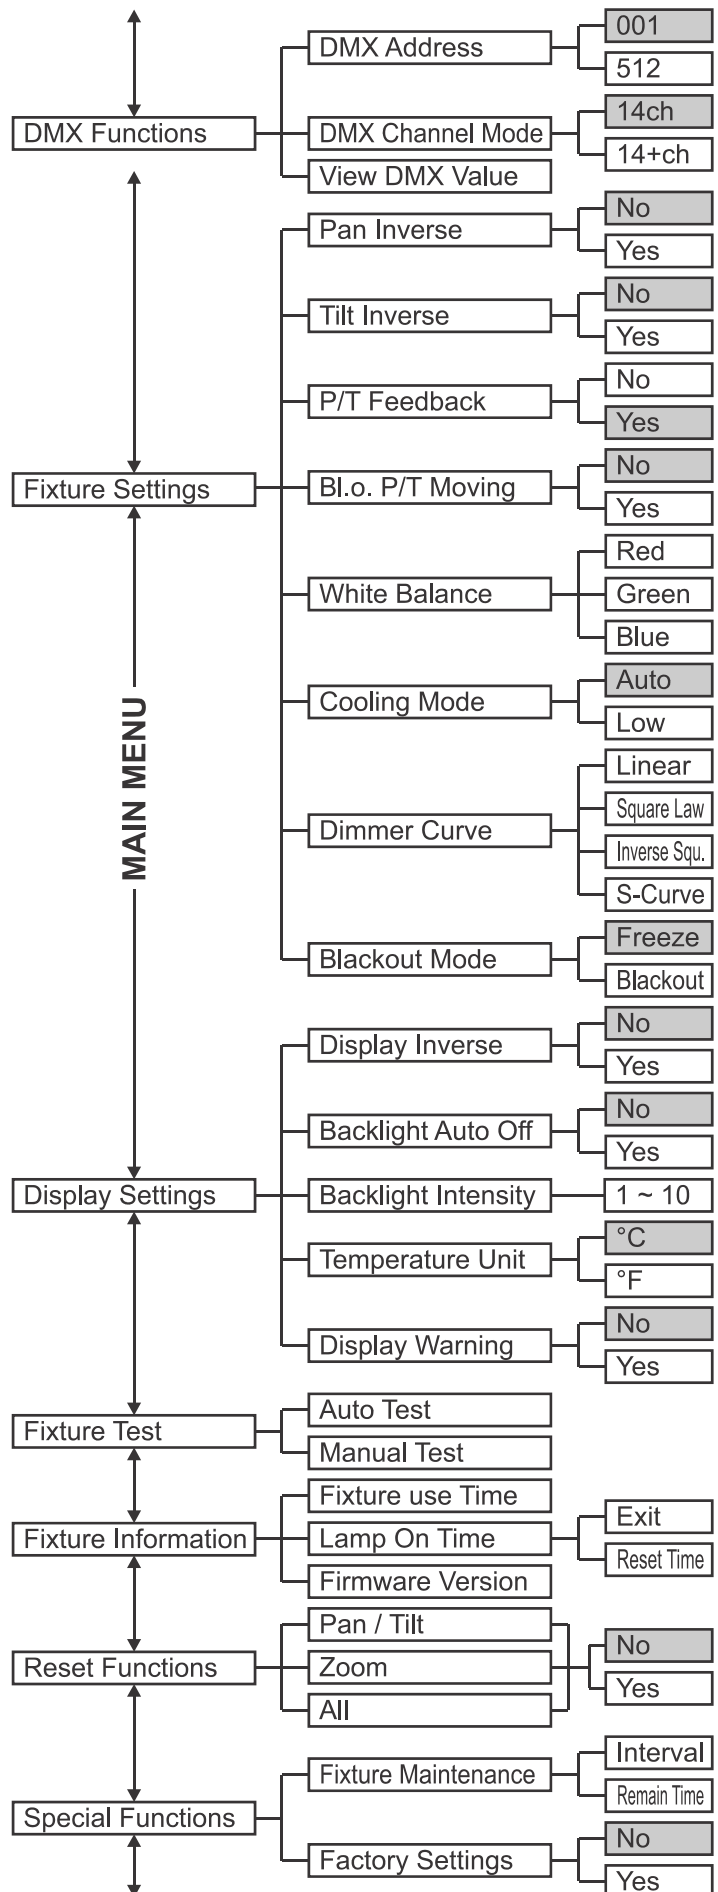 001
DMX Address
512
14ch
DMX Functions
DMX Channel Mode
14+ch
View DMX Value
No
Pan Inverse
Yes
No
Tilt Inverse
Yes
No
P/T Feedback
Yes
No
Fixture Settings
Bl.o. P/T Moving
Yes
Red
White Balance
Green
Blue
Auto
Cooling Mode
Low
MAIN MENU
Linear
Square Law
Dimmer Curve
Inverse Squ.
S-Curve
Freeze
Blackout Mode
Blackout
No
Display Inverse
Yes
No
Backlight Auto Off
Yes
Display Settings
Backlight Intensity
1 ~ 10
°C
Temperature Unit
°F
No
Display Warning
Yes
Auto Test
Fixture Test
Manual Test
Fixture use Time
Exit
Fixture Information
Lamp On Time
Reset Time
Firmware Version
Pan / Tilt
No
Reset Functions
Zoom
Yes
All
Interval
Fixture Maintenance
Remain Time
Special Functions
No
Factory Settings
Yes